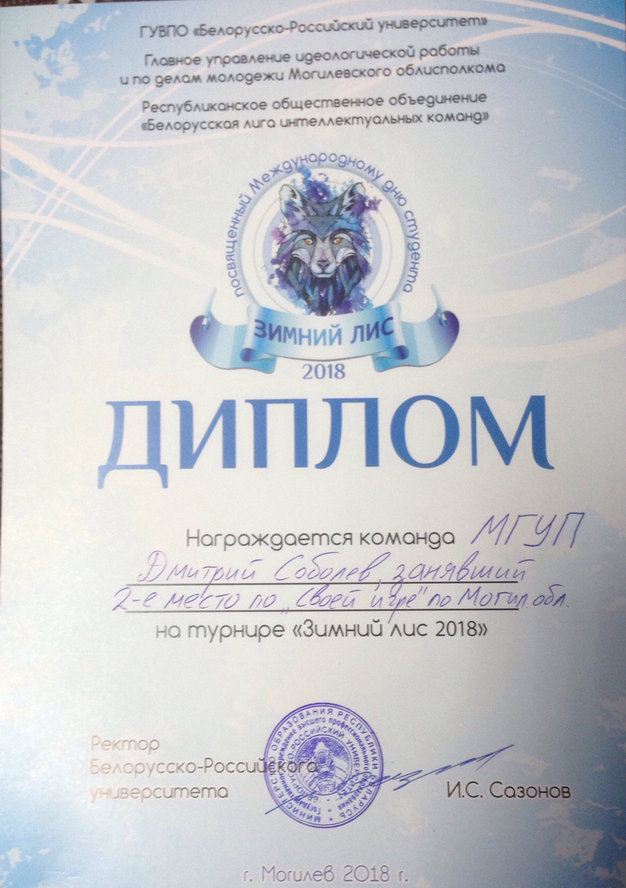 ГУВПО «Белорусско-Российский университет»
Главное управление идеологической работы
и по делам молодежи Могилевского облисполкома
Республиканское общественное объединение
«Белорусская лига интеллектуальных команд»
посвященный Международному дню студента
ЗИМНИЙ ЛИС
2018
ДИПЛОМ
Награждается команда МГУП
Дмитрий Соболев, занявший
2-е место по „Своей игре" по Могил. обл.
на турнире «Зимний лис 2018»
Ректор
Белорусско-Российского
университета И.С. Сазонов
г. Могилев 2018 г.